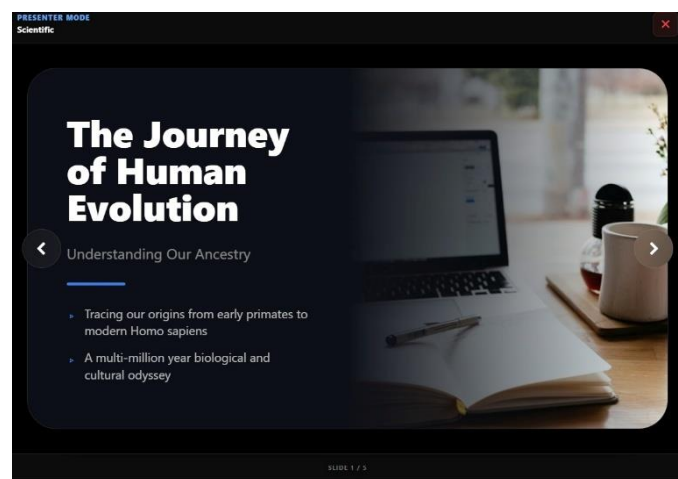 PRESENTER MODE
Scientific
The Journey
of Human
Evolution
Understanding Our Ancestry
Tracing our origins from early primates to
modern Homo sapiens
A multi-million year biological and
cultural odyssey
SLIDE 1 / 5